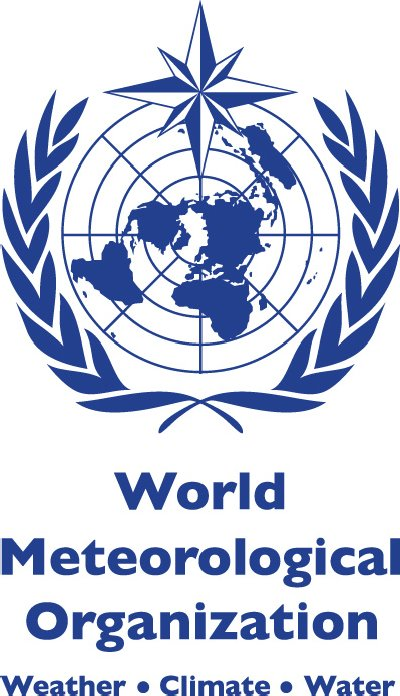 World
Meteorological
Organization
Weather • Climate • Water